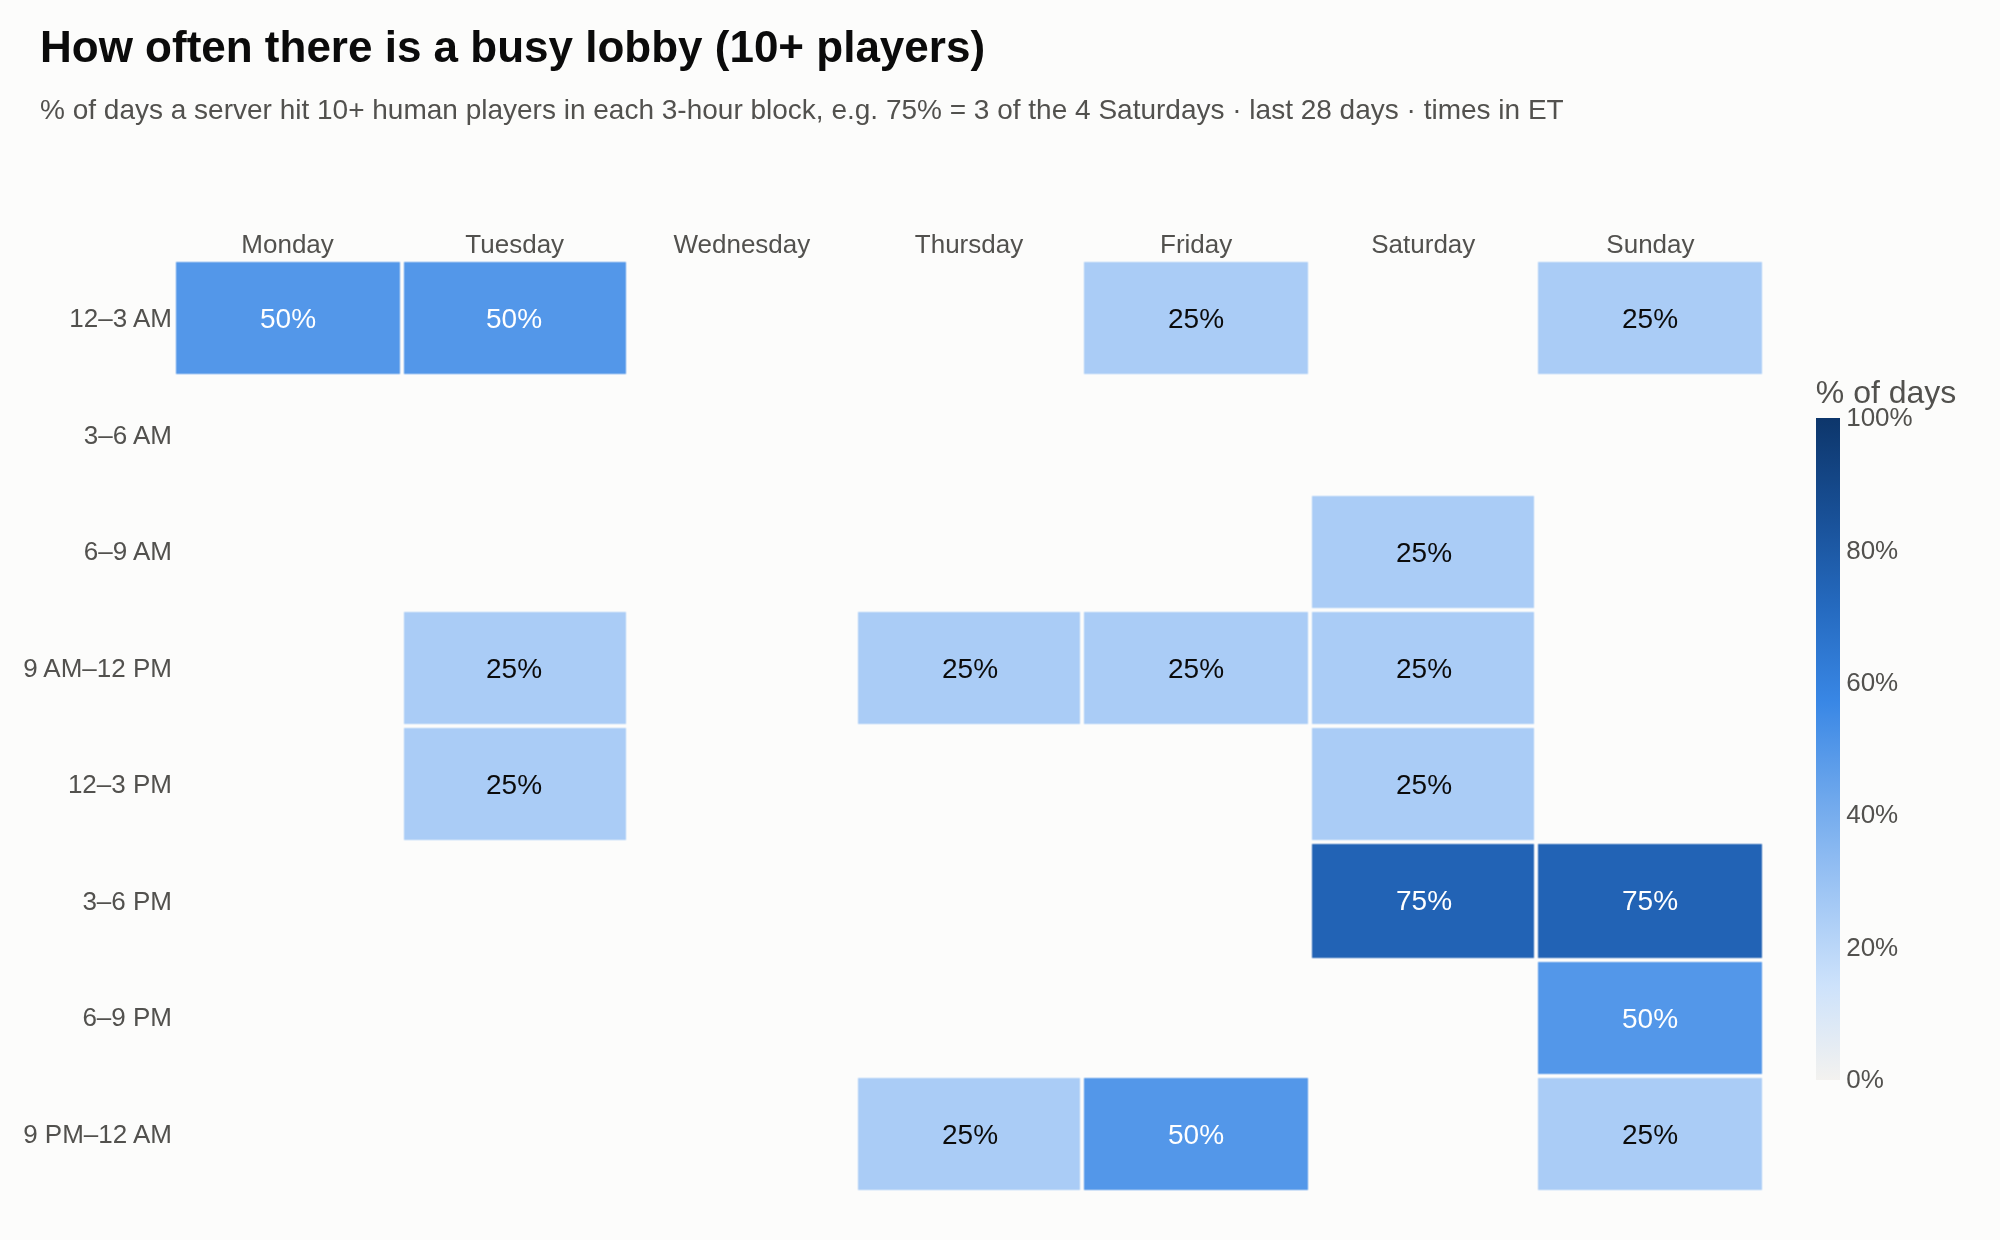 How often there is a busy lobby (10+ players)
% of days a server hit 10+ human players in each 3-hour block, e.g. 75% = 3 of the 4 Saturdays · last 28 days · times in ET
Monday Tuesday Wednesday Thursday Friday Saturday Sunday
12–3 AM 50% 50% 25% 25%
% of days
100%
3–6 AM
6–9 AM 25%
80%
9 AM–12 PM 25% 25% 25% 25%
60%
12–3 PM 25% 25%
40%
3–6 PM 75% 75%
20%
6–9 PM 50%
0%
9 PM–12 AM 25% 50% 25%